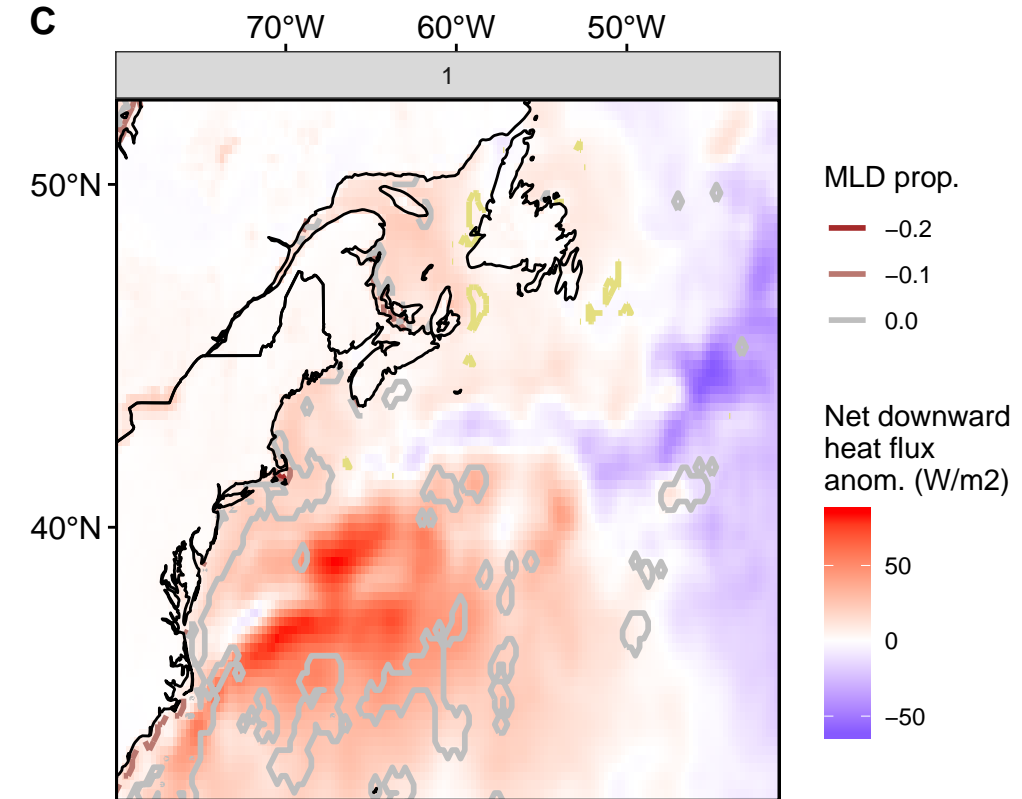 C
70°W 60°W 50°W
1
50°N
40°N
MLD prop.
−0.2
−0.1
0.0
Net downward
heat flux
anom. (W/m2)
50
0
−50